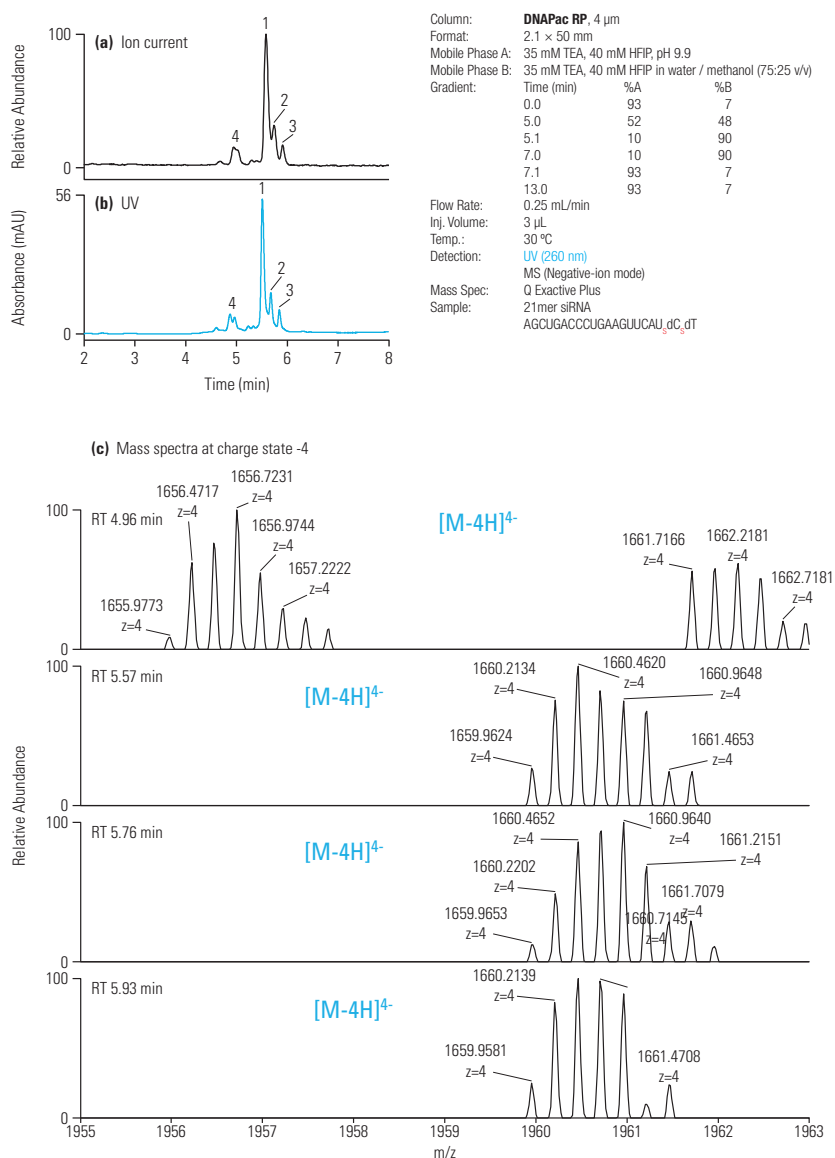 (a) Ion current
Relative Abundance
100
0
1
2
3
4
(b) UV
Absorbance (mAU)
56
0
1
2
3
4
2 3 4 5 6 7 8
Time (min)
Column: DNAPac RP, 4 µm
Format: 2.1 × 50 mm
Mobile Phase A: 35 mM TEA, 40 mM HFIP, pH 9.9
Mobile Phase B: 35 mM TEA, 40 mM HFIP in water / methanol (75:25 v/v)
Gradient: Time (min) %A %B
0.0 93 7
5.0 52 48
5.1 10 90
7.0 10 90
7.1 93 7
13.0 93 7
Flow Rate: 0.25 mL/min
Inj. Volume: 3 µL
Temp.: 30 ºC
Detection: UV (260 nm)
MS (Negative-ion mode)
Mass Spec: Q Exactive Plus
Sample: 21mer siRNA
AGCUGACCCUGAAGUUCAUsdCsdT
(c) Mass spectra at charge state -4
Relative Abundance
100
0
RT 4.96 min
[M-4H]4-
1655.9773
z=4
1656.4717
z=4
1656.7231
z=4
1656.9744
z=4
1657.2222
z=4
1661.7166
z=4
1662.2181
z=4
1662.7181
z=4
100
0
RT 5.57 min
[M-4H]4-
1659.9624
z=4
1660.2134
z=4
1660.4620
z=4
1660.9648
z=4
1661.4653
z=4
100
0
RT 5.76 min
[M-4H]4-
1659.9653
z=4
1660.2202
z=4
1660.4652
z=4
1660.9640
z=4
1661.2151
z=4
1660.7145
z=4
1661.7079
z=4
100
0
RT 5.93 min
[M-4H]4-
1659.9581
z=4
1660.2139
z=4
1661.4708
z=4
1955 1956 1957 1958 1959 1960 1961 1962 1963
m/z